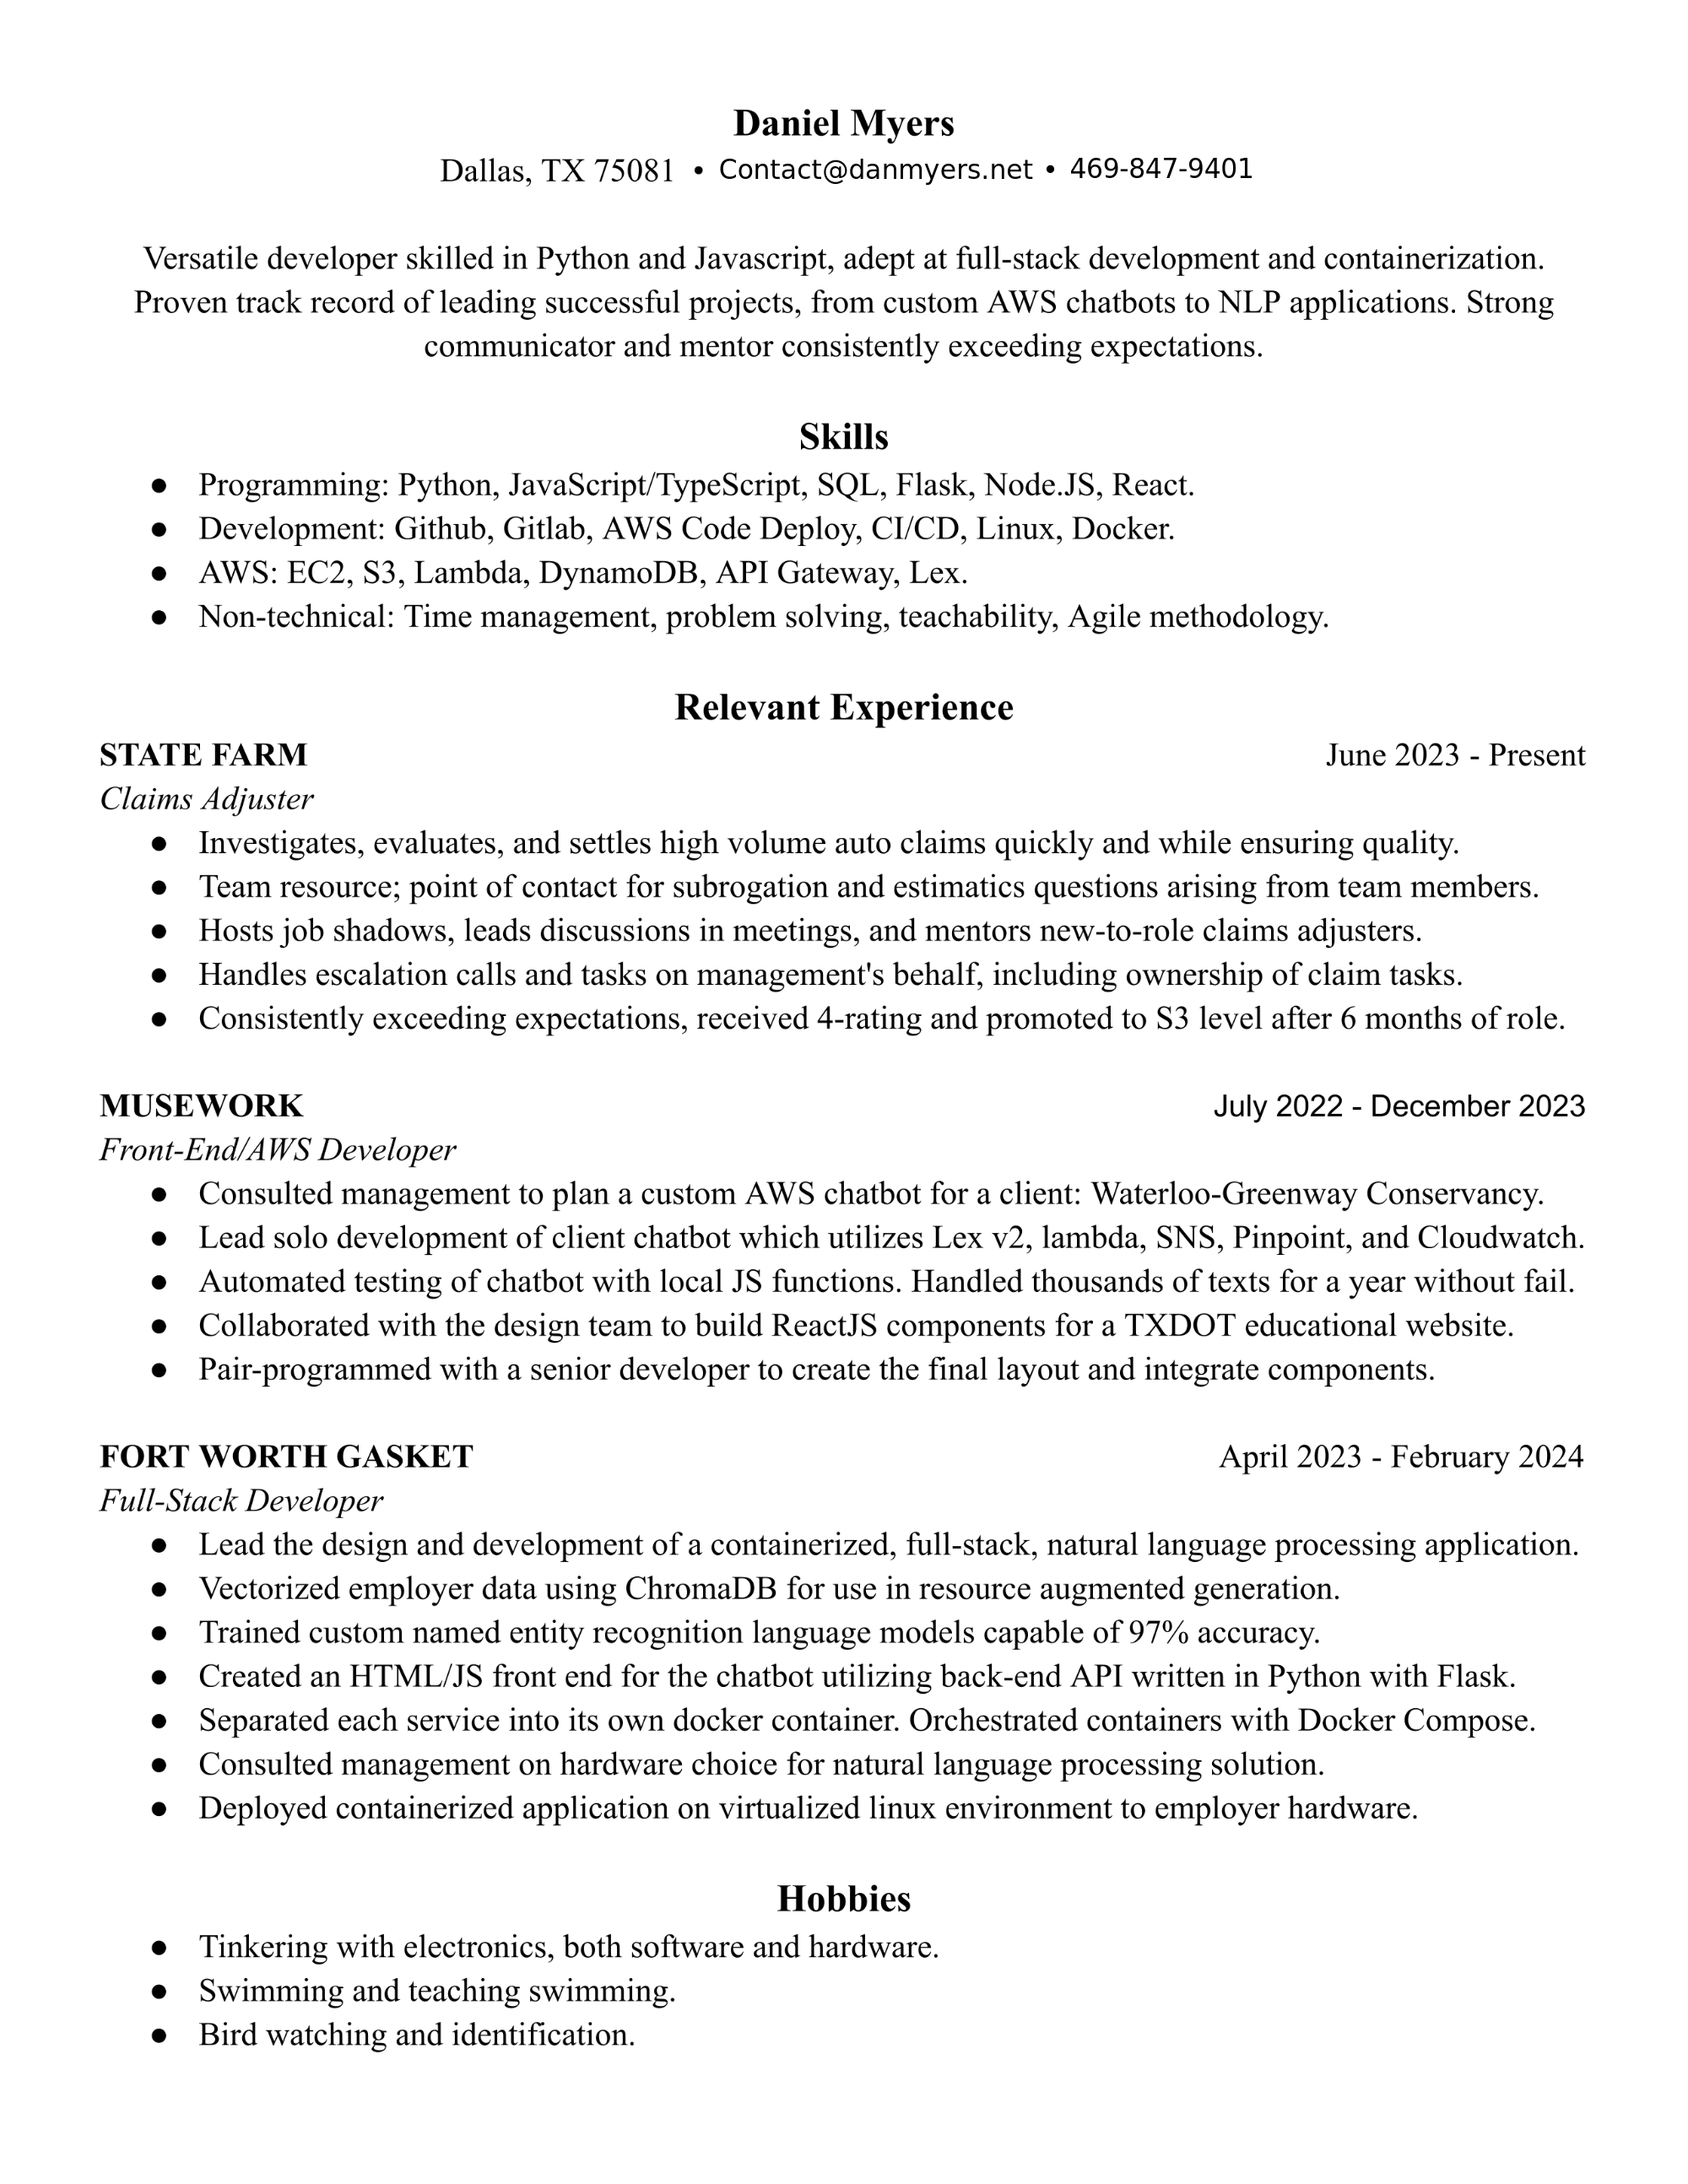 Daniel Myers
Dallas, TX 75081 • Contact@danmyers.net • 469-847-9401
Versatile developer skilled in Python and Javascript, adept at full-stack development and containerization.
Proven track record of leading successful projects, from custom AWS chatbots to NLP applications. Strong
communicator and mentor consistently exceeding expectations.
Skills
● Programming: Python, JavaScript/TypeScript, SQL, Flask, Node.JS, React.
● Development: Github, Gitlab, AWS Code Deploy, CI/CD, Linux, Docker.
● AWS: EC2, S3, Lambda, DynamoDB, API Gateway, Lex.
● Non-technical: Time management, problem solving, teachability, Agile methodology.
Relevant Experience
STATE FARM June 2023 - Present
Claims Adjuster
● Investigates, evaluates, and settles high volume auto claims quickly and while ensuring quality.
● Team resource; point of contact for subrogation and estimatics questions arising from team members.
● Hosts job shadows, leads discussions in meetings, and mentors new-to-role claims adjusters.
● Handles escalation calls and tasks on management's behalf, including ownership of claim tasks.
● Consistently exceeding expectations, received 4-rating and promoted to S3 level after 6 months of role.
MUSEWORK July 2022 - December 2023
Front-End/AWS Developer
● Consulted management to plan a custom AWS chatbot for a client: Waterloo-Greenway Conservancy.
● Lead solo development of client chatbot which utilizes Lex v2, lambda, SNS, Pinpoint, and Cloudwatch.
● Automated testing of chatbot with local JS functions. Handled thousands of texts for a year without fail.
● Collaborated with the design team to build ReactJS components for a TXDOT educational website.
● Pair-programmed with a senior developer to create the final layout and integrate components.
FORT WORTH GASKET April 2023 - February 2024
Full-Stack Developer
● Lead the design and development of a containerized, full-stack, natural language processing application.
● Vectorized employer data using ChromaDB for use in resource augmented generation.
● Trained custom named entity recognition language models capable of 97% accuracy.
● Created an HTML/JS front end for the chatbot utilizing back-end API written in Python with Flask.
● Separated each service into its own docker container. Orchestrated containers with Docker Compose.
● Consulted management on hardware choice for natural language processing solution.
● Deployed containerized application on virtualized linux environment to employer hardware.
Hobbies
● Tinkering with electronics, both software and hardware.
● Swimming and teaching swimming.
● Bird watching and identification.